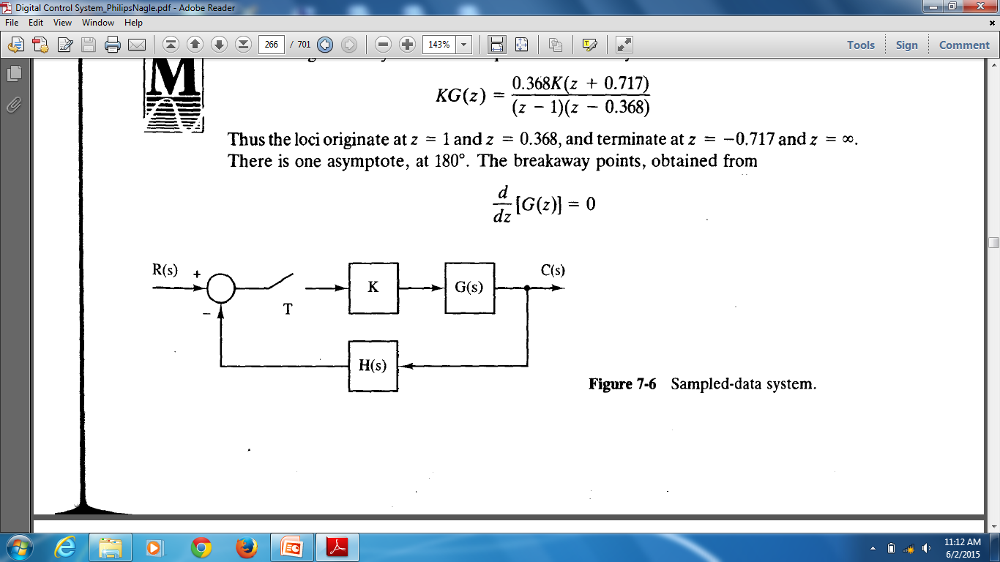 Digital Control System_PhilipsNagle.pdf - Adobe Reader
File Edit View Window Help
266 / 701 143% Tools Sign Comment
M
KG(z) = 0.368K(z + 0.717) / (z − 1)(z − 0.368)
Thus the loci originate at z = 1 and z = 0.368, and terminate at z = −0.717 and z = ∞.
There is one asymptote, at 180°. The breakaway points, obtained from
d/dz [G(z)] = 0
R(s) + K G(s) C(s)
− T
H(s)
Figure 7-6 Sampled-data system.
11:12 AM
6/2/2015